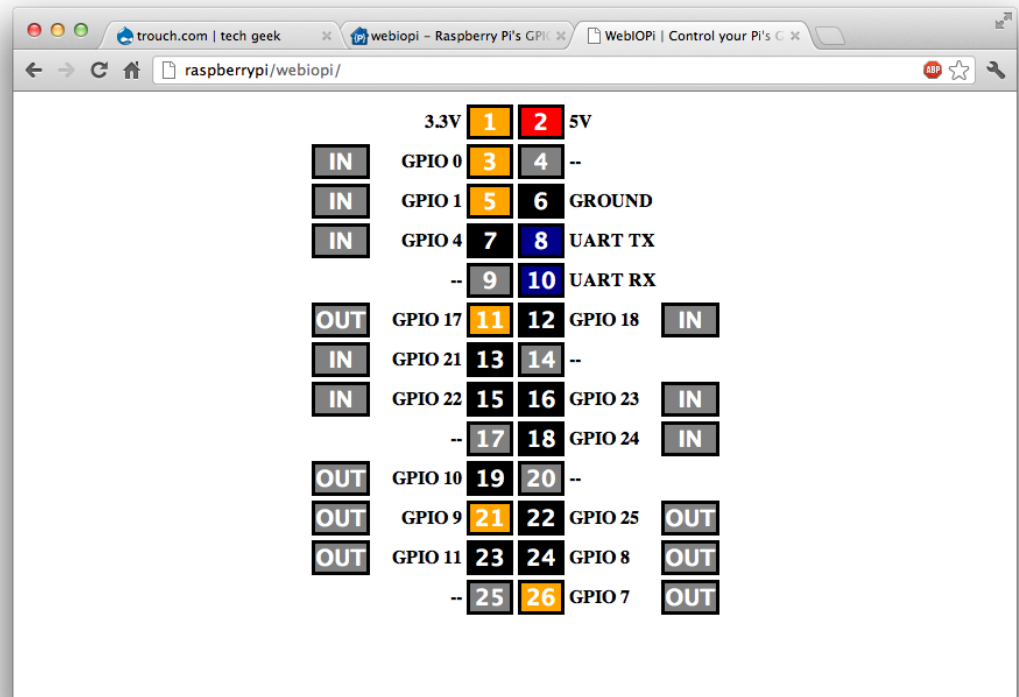 trouch.com | tech geek webiopi – Raspberry Pi's GPIO WebIOPi | Control your Pi's G
raspberrypi/webiopi/ ABP
3.3V 1 2 5V
IN GPIO 0 3 4 --
IN GPIO 1 5 6 GROUND
IN GPIO 4 7 8 UART TX
-- 9 10 UART RX
OUT GPIO 17 11 12 GPIO 18 IN
IN GPIO 21 13 14 --
IN GPIO 22 15 16 GPIO 23 IN
-- 17 18 GPIO 24 IN
OUT GPIO 10 19 20 --
OUT GPIO 9 21 22 GPIO 25 OUT
OUT GPIO 11 23 24 GPIO 8 OUT
-- 25 26 GPIO 7 OUT